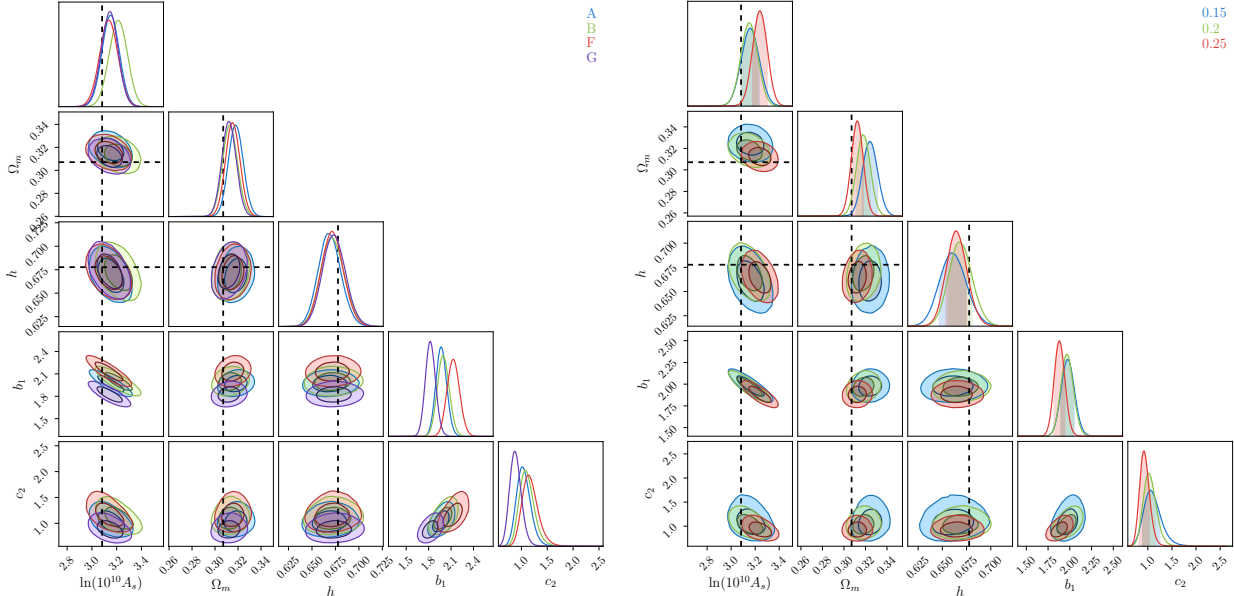 A
B
F
G
0.34
0.32
0.30
0.28
0.26
Ω_m
0.725
0.700
0.675
0.650
0.625
h
2.4
2.1
1.8
1.5
b_1
2.5
2.0
1.5
1.0
c_2
2.8 3.0 3.2 3.4
ln(10^{10}A_s)
0.26 0.28 0.30 0.32 0.34
Ω_m
0.625 0.650 0.675 0.700 0.725
h
1.5 1.8 2.1 2.4
b_1
1.0 1.5 2.0 2.5
c_2
0.15
0.2
0.25
0.34
0.32
0.30
0.28
0.26
Ω_m
0.700
0.675
0.650
0.625
h
2.50
2.25
2.00
1.75
1.50
b_1
2.5
2.0
1.5
1.0
c_2
2.8 3.0 3.2 3.4
ln(10^{10}A_s)
0.26 0.28 0.30 0.32 0.34
Ω_m
0.625 0.650 0.675 0.700
h
1.50 1.75 2.00 2.25 2.50
b_1
1.0 1.5 2.0 2.5
c_2